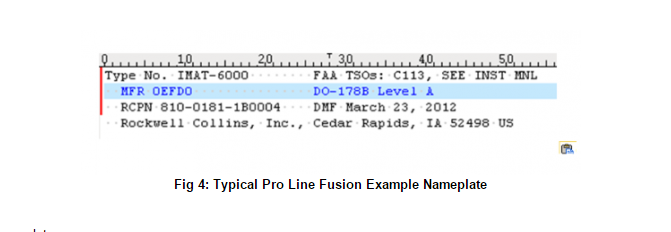 0 10 20 30 40 50
Type No. IMAT-6000 FAA TSOs: C113, SEE INST MNL
MFR 0EFD0 DO-178B Level A
RCPN 810-0181-1B0004 DMF March 23, 2012
Rockwell Collins, Inc., Cedar Rapids, IA 52498 US
Fig 4: Typical Pro Line Fusion Example Nameplate